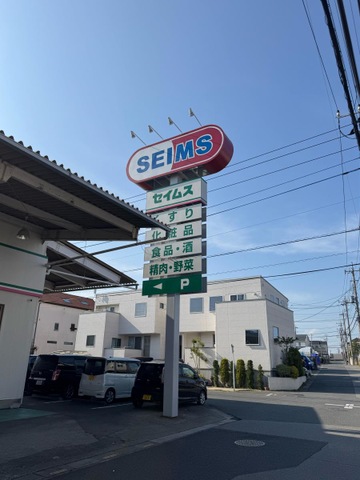 SEIMS
セイムス
くすり
化粧品
食品・酒
精肉・野菜
◀ P